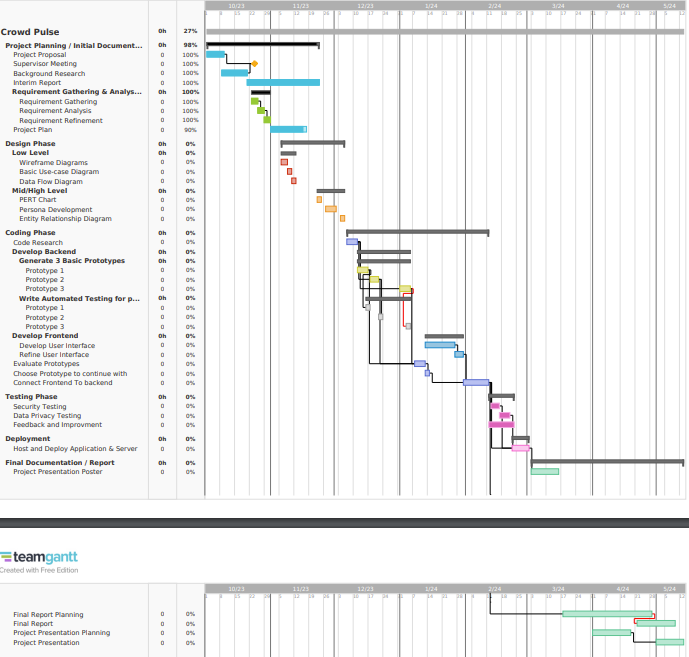 10/23 11/23 12/23 1/24 2/24 3/24 4/24 5/24
Crowd Pulse 0h 27%
Project Planning / Initial Document... 0h 98%
Project Proposal 0 100%
Supervisor Meeting 0 100%
Background Research 0 100%
Interim Report 0 100%
Requirement Gathering & Analys... 0h 100%
Requirement Gathering 0 100%
Requirement Analysis 0 100%
Requirement Refinement 0 100%
Project Plan 0 90%
Design Phase 0h 0%
Low Level 0h 0%
Wireframe Diagrams 0 0%
Basic Use-case Diagram 0 0%
Data Flow Diagram 0 0%
Mid/High Level 0h 0%
PERT Chart 0 0%
Persona Development 0 0%
Entity Relationship Diagram 0 0%
Coding Phase 0h 0%
Code Research 0 0%
Develop Backend 0h 0%
Generate 3 Basic Prototypes 0h 0%
Prototype 1 0 0%
Prototype 2 0 0%
Prototype 3 0 0%
Write Automated Testing for p... 0h 0%
Prototype 1 0 0%
Prototype 2 0 0%
Prototype 3 0 0%
Develop Frontend 0h 0%
Develop User Interface 0 0%
Refine User Interface 0 0%
Evaluate Prototypes 0 0%
Choose Prototype to continue with 0 0%
Connect Frontend To backend 0 0%
Testing Phase 0h 0%
Security Testing 0 0%
Data Privacy Testing 0 0%
Feedback and Improvment 0 0%
Deployment 0h 0%
Host and Deploy Application & Server 0 0%
Final Documentation / Report 0h 0%
Project Presentation Poster 0 0%
teamgantt
Created with Free Edition
10/23 11/23 12/23 1/24 2/24 3/24 4/24 5/24
Final Report Planning 0 0%
Final Report 0 0%
Project Presentation Planning 0 0%
Project Presentation 0 0%